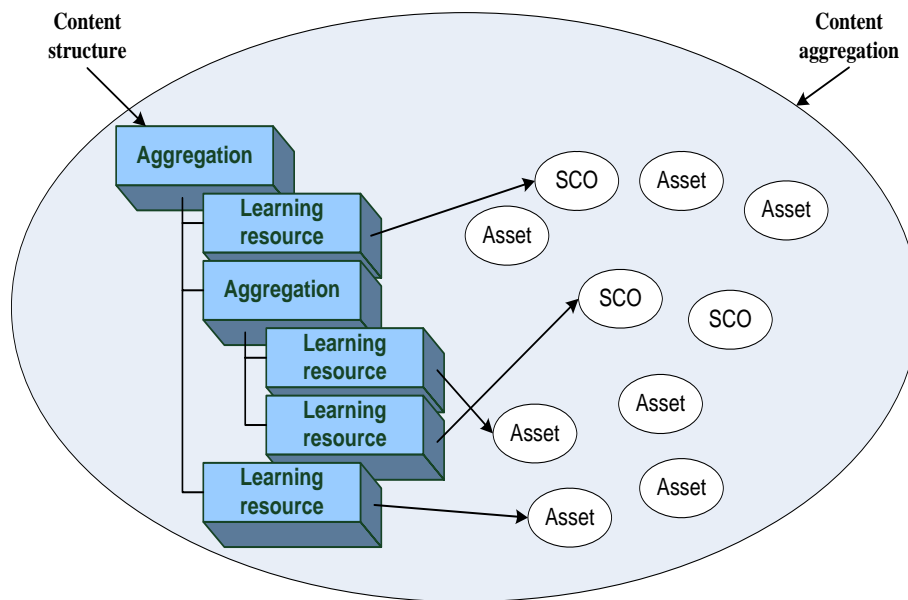 Content
structure
Content
aggregation
Aggregation
SCO
Asset
Learning
resource
Asset
Asset
Aggregation
SCO
SCO
Learning
resource
Asset
Learning
resource
Asset
Learning
resource
Asset
Asset